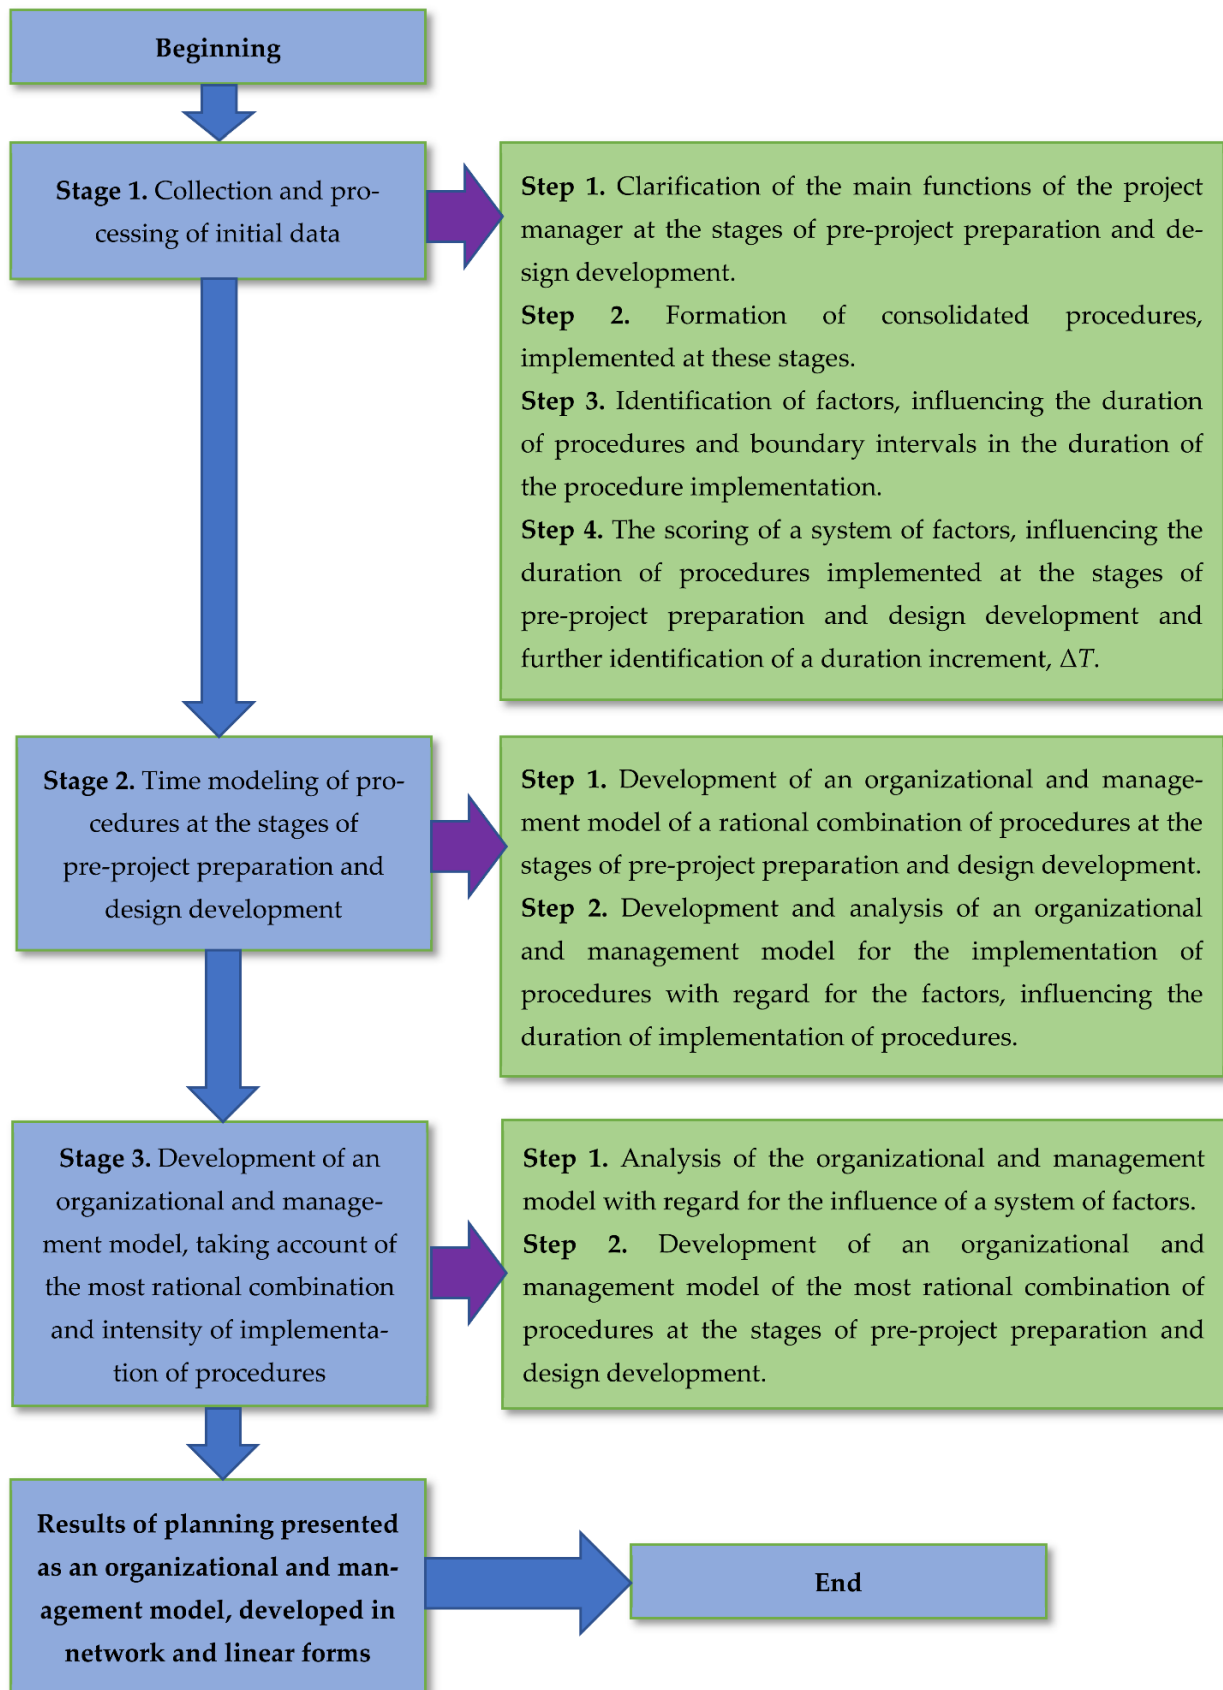 Beginning
Stage 1. Collection and pro-
cessing of initial data
Step 1. Clarification of the main functions of the project
manager at the stages of pre-project preparation and de-
sign development.
Step 2. Formation of consolidated procedures,
implemented at these stages.
Step 3. Identification of factors, influencing the duration
of procedures and boundary intervals in the duration of
the procedure implementation.
Step 4. The scoring of a system of factors, influencing the
duration of procedures implemented at the stages of
pre-project preparation and design development and
further identification of a duration increment, ΔT.
Stage 2. Time modeling of pro-
cedures at the stages of
pre-project preparation and
design development
Step 1. Development of an organizational and manage-
ment model of a rational combination of procedures at the
stages of pre-project preparation and design development.
Step 2. Development and analysis of an organizational
and management model for the implementation of
procedures with regard for the factors, influencing the
duration of implementation of procedures.
Stage 3. Development of an
organizational and manage-
ment model, taking account of
the most rational combination
and intensity of implementa-
tion of procedures
Step 1. Analysis of the organizational and management
model with regard for the influence of a system of factors.
Step 2. Development of an organizational and
management model of the most rational combination of
procedures at the stages of pre-project preparation and
design development.
Results of planning presented
as an organizational and man-
agement model, developed in
network and linear forms
End